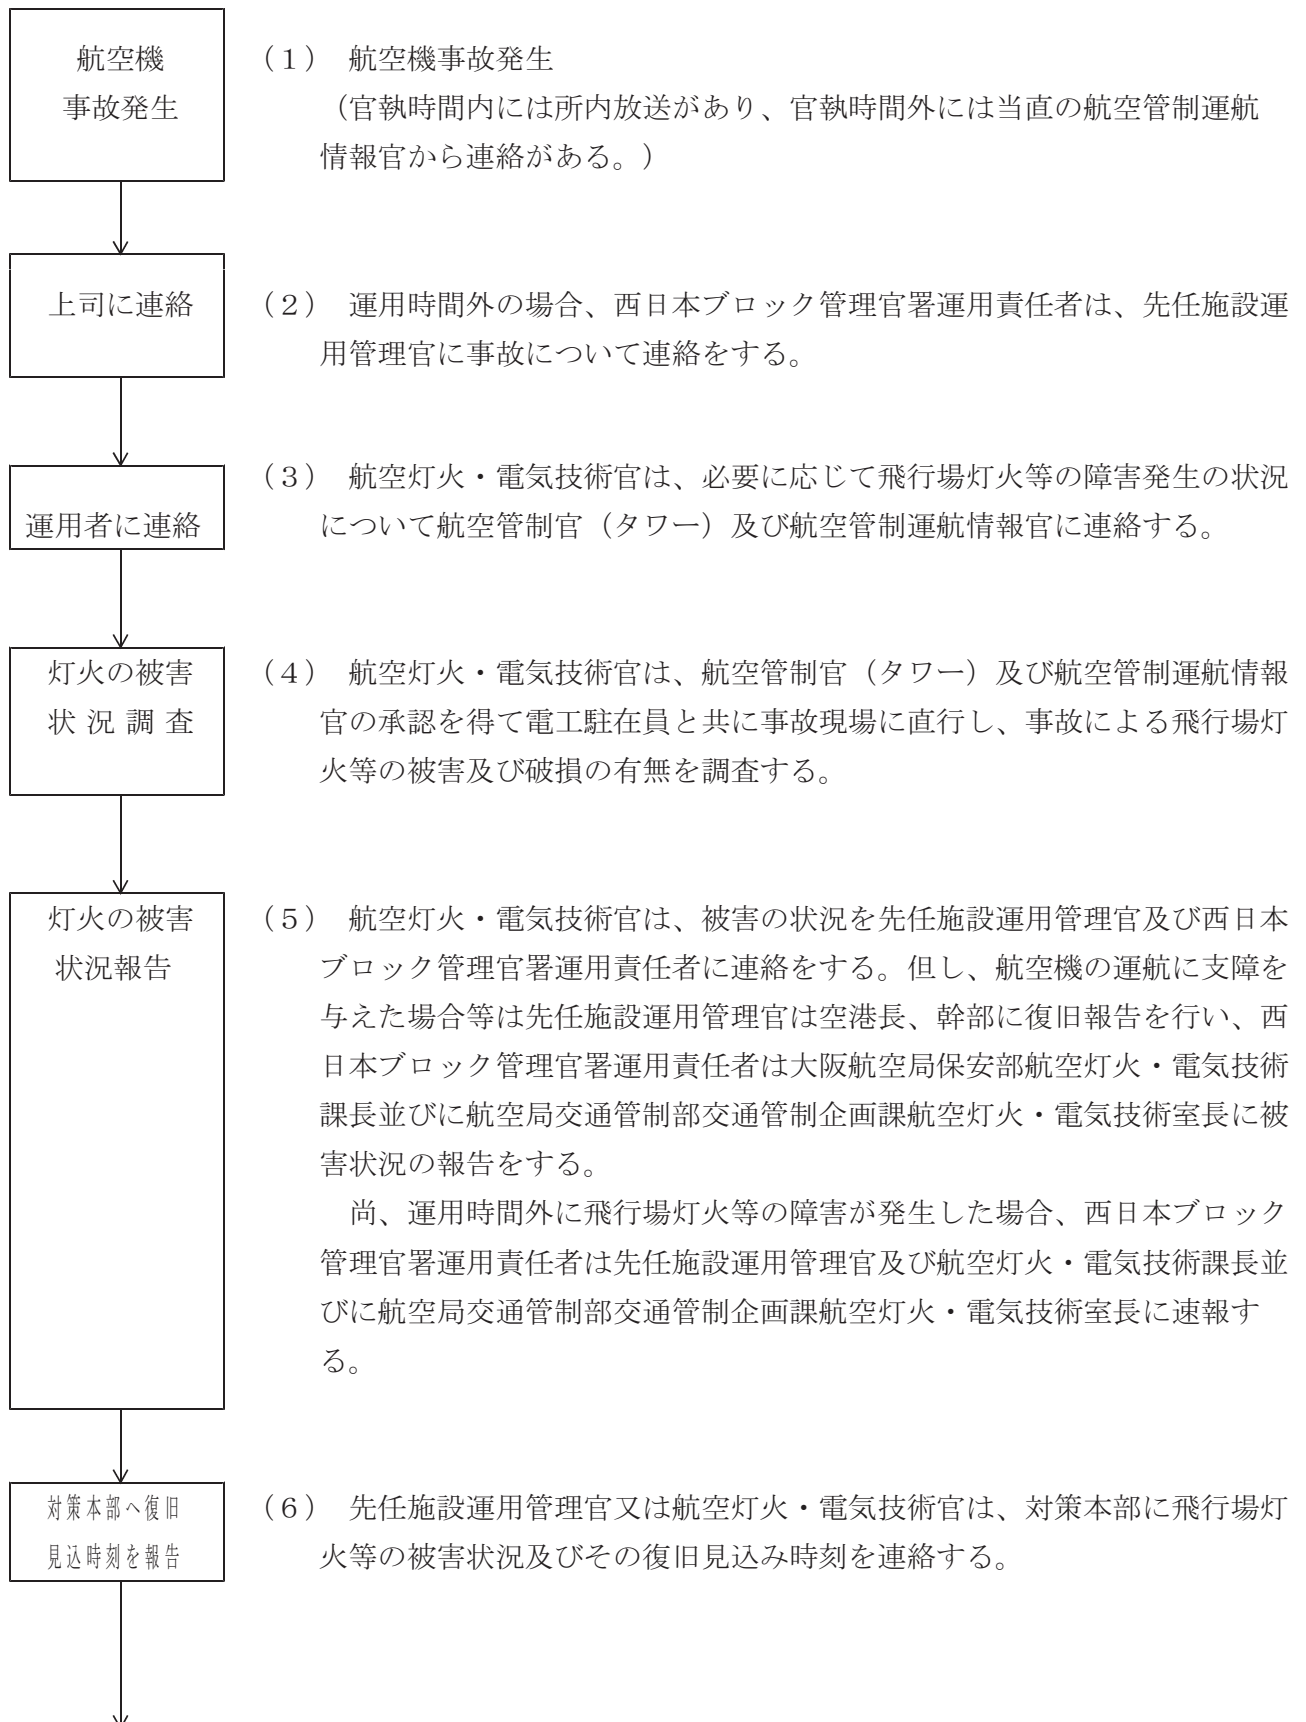 航空機
事故発生
（１） 航空機事故発生
（官執時間内には所内放送があり、官執時間外には当直の航空管制運航
情報官から連絡がある。）
上司に連絡
（２） 運用時間外の場合、西日本ブロック管理官署運用責任者は、先任施設運
用管理官に事故について連絡をする。
運用者に連絡
（３） 航空灯火・電気技術官は、必要に応じて飛行場灯火等の障害発生の状況
について航空管制官（タワー）及び航空管制運航情報官に連絡する。
灯火の被害
状 況 調 査
（４） 航空灯火・電気技術官は、航空管制官（タワー）及び航空管制運航情報
官の承認を得て電工駐在員と共に事故現場に直行し、事故による飛行場灯
火等の被害及び破損の有無を調査する。
灯火の被害
状況報告
（５） 航空灯火・電気技術官は、被害の状況を先任施設運用管理官及び西日本
ブロック管理官署運用責任者に連絡をする。但し、航空機の運航に支障を
与えた場合等は先任施設運用管理官は空港長、幹部に復旧報告を行い、西
日本ブロック管理官署運用責任者は大阪航空局保安部航空灯火・電気技術
課長並びに航空局交通管制部交通管制企画課航空灯火・電気技術室長に被
害状況の報告をする。
尚、運用時間外に飛行場灯火等の障害が発生した場合、西日本ブロック
管理官署運用責任者は先任施設運用管理官及び航空灯火・電気技術課長並
びに航空局交通管制部交通管制企画課航空灯火・電気技術室長に速報す
る。
対策本部へ復旧
見込時刻を報告
（６） 先任施設運用管理官又は航空灯火・電気技術官は、対策本部に飛行場灯
火等の被害状況及びその復旧見込み時刻を連絡する。